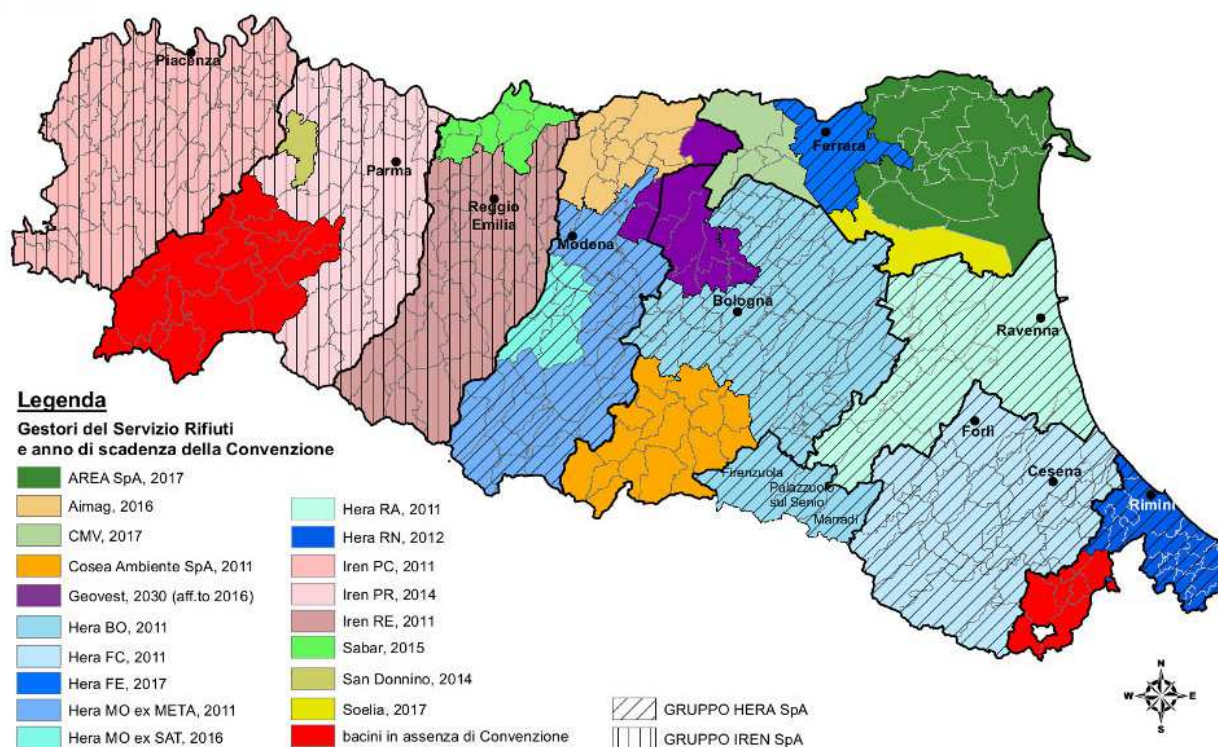 Piacenza
Parma
Reggio
Emilia
Modena
Ferrara
Bologna
Ravenna
Forlì
Cesena
Rimini
Firenzuola
Palazzuolo
sul Senio
Marradi
Legenda
Gestori del Servizio Rifiuti
e anno di scadenza della Convenzione
AREA SpA, 2017
Aimag, 2016
CMV, 2017
Cosea Ambiente SpA, 2011
Geovest, 2030 (aff.to 2016)
Hera BO, 2011
Hera FC, 2011
Hera FE, 2017
Hera MO ex META, 2011
Hera MO ex SAT, 2016
Hera RA, 2011
Hera RN, 2012
Iren PC, 2011
Iren PR, 2014
Iren RE, 2011
Sabar, 2015
San Donnino, 2014
Soelia, 2017
bacini in assenza di Convenzione
GRUPPO HERA SpA
GRUPPO IREN SpA
N
W E
S